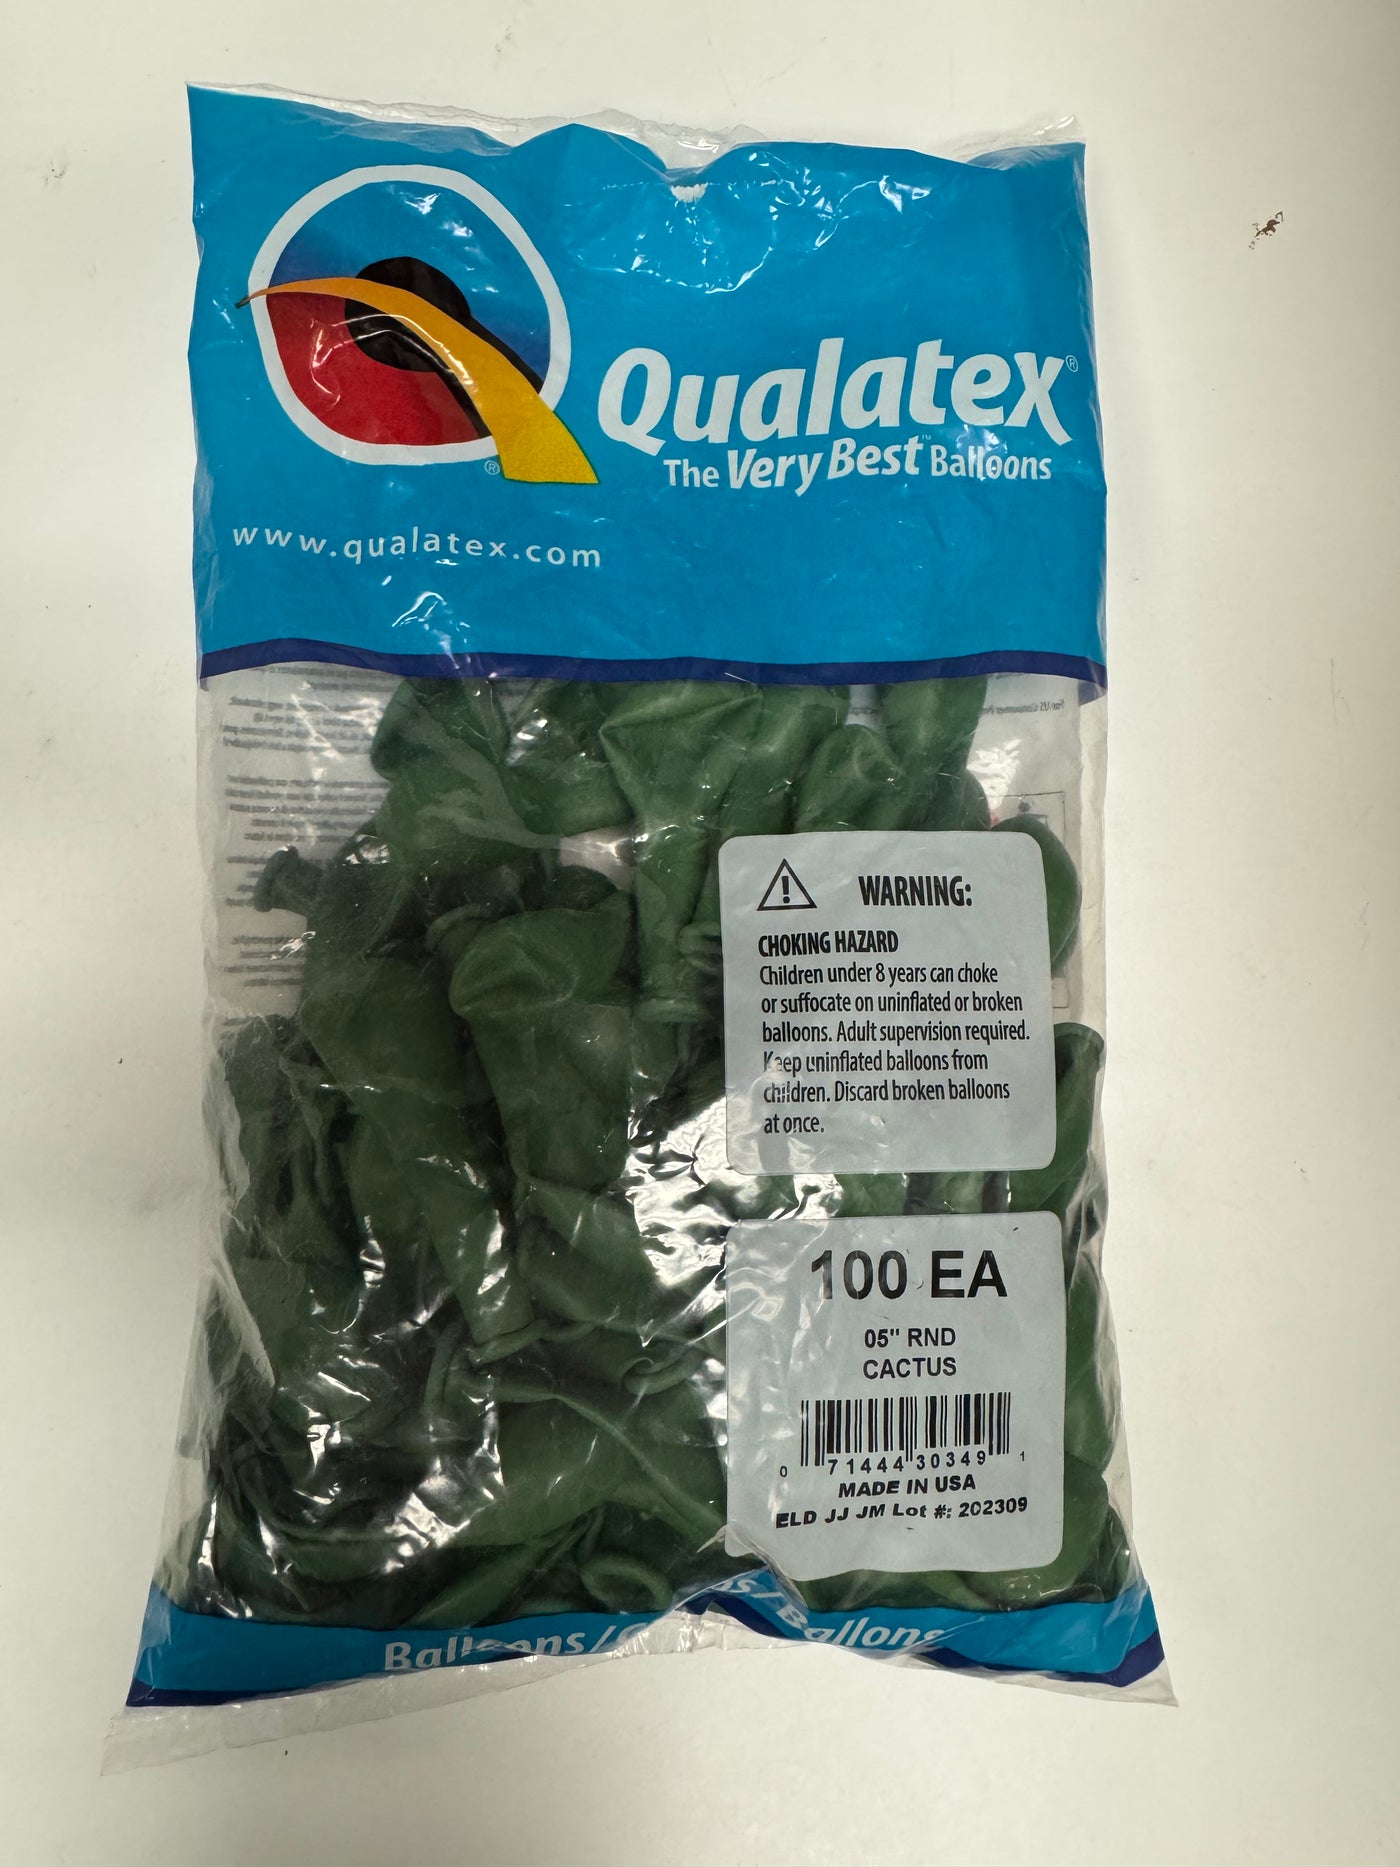 Qualatex®
The Very Best™ Balloons
®
www.qualatex.com
WARNING:
CHOKING HAZARD
Children under 8 years can choke
or suffocate on uninflated or broken
balloons. Adult supervision required.
Keep uninflated balloons from
children. Discard broken balloons
at once.
100 EA
05" RND
CACTUS
0 71444 30349 1
MADE IN USA
ELD JJ JM Lot #: 202309
Balloons /
Ballons